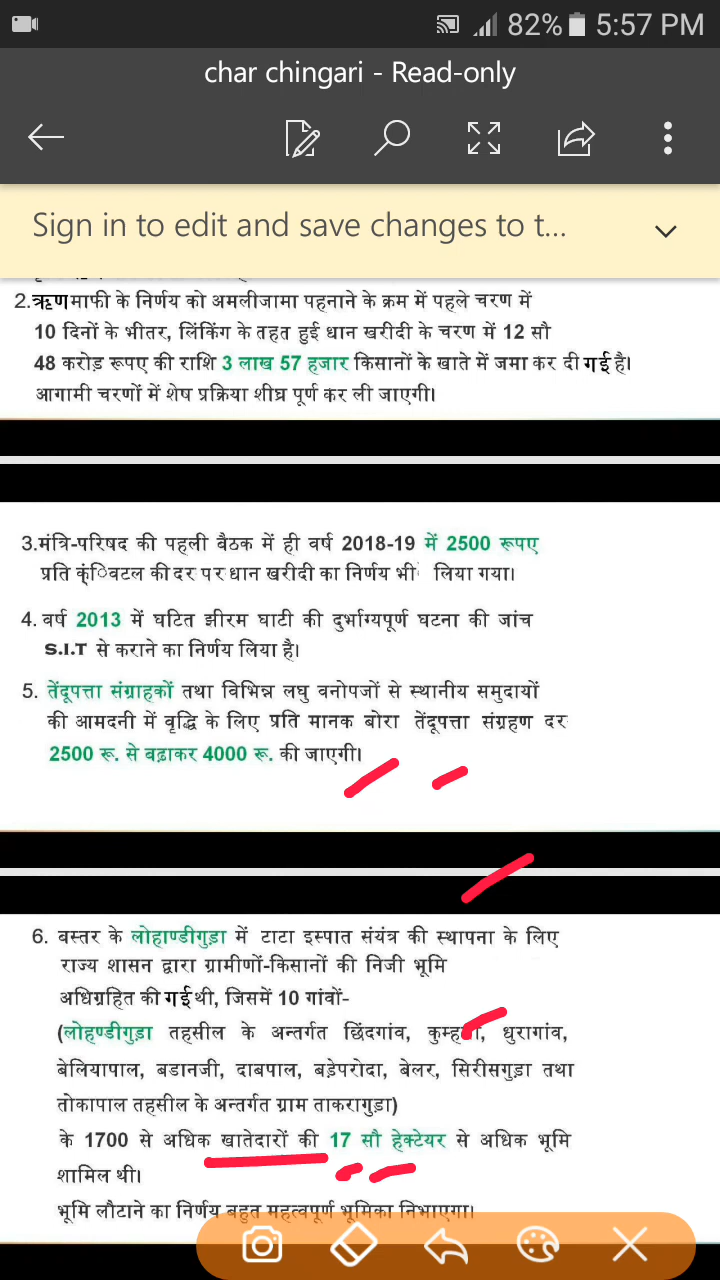 82% 5:57 PM
char chingari - Read-only
Sign in to edit and save changes to t...
2.ऋणमाफी के निर्णय को अमलीजामा पहनाने के क्रम में पहले चरण में
10 दिनों के भीतर, लिंकिंग के तहत हुई धान खरीदी के चरण में 12 सौ
48 करोड़ रूपए की राशि 3 लाख 57 हजार किसानों के खाते में जमा कर दी गई है।
आगामी चरणों में शेष प्रक्रिया शीघ्र पूर्ण कर ली जाएगी।
3.मंत्रि-परिषद की पहली बैठक में ही वर्ष 2018-19 में 2500 रूपए
प्रति की दर पर धान खरीदी का निर्णय भी लिया गया।
4. वर्ष 2013 में घटित झीरम घाटी की दुर्भाग्यपूर्ण घटना की जांच
S.I.T से कराने का निर्णय लिया है।
5. तेंदूपत्ता संग्राहकों तथा विभिन्न लघु वनोपजों से स्थानीय समुदायों
की आमदनी में वृद्धि के लिए प्रति मानक बोरा तेंदूपत्ता संग्रहण दर
2500 रू. से बढ़ाकर 4000 रू. की जाएगी।
6. बस्तर के लोहाण्डीगुड़ा में टाटा इस्पात संयंत्र की स्थापना के लिए
राज्य शासन द्वारा ग्रामीणों-किसानों की निजी भूमि
अधिग्रहित की गई थी, जिसमें 10 गांवों-
(लोहण्डीगुड़ा तहसील के अन्तर्गत छिंदगांव, धुरागांव,
बेलियापाल, बडानजी, दाबपाल, बड़ेपरोदा, बेलर, सिरीसगुड़ा तथा
तोकापाल तहसील के अन्तर्गत ग्राम ताकरागुड़ा)
के 1700 से अधिक खातेदारों की 17 सौ हेक्टेयर से अधिक भूमि
शामिल थी।
भूमि लौटाने का निर्णय बहुत महत्वपूर्ण भूमिका निभाएगा।